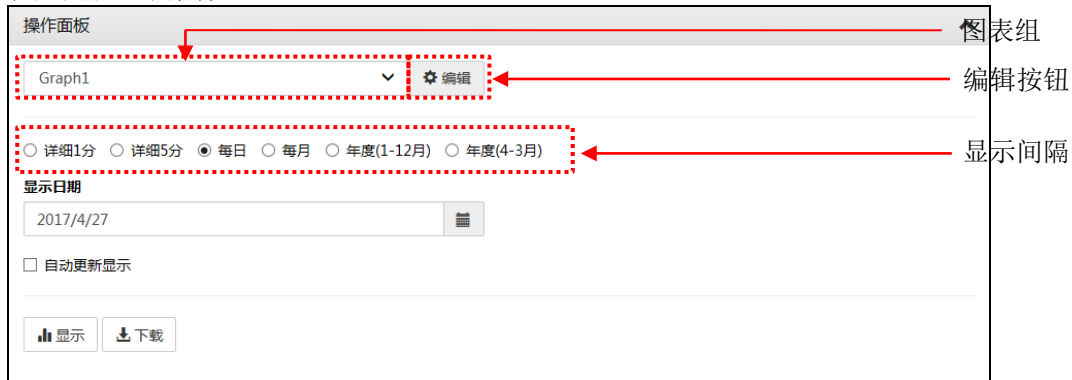 操作面板
图表组
Graph1
编辑
编辑按钮
详细1分 详细5分 每日 每月 年度(1-12月) 年度(4-3月)
显示间隔
显示日期
2017/4/27
自动更新显示
显示 下载